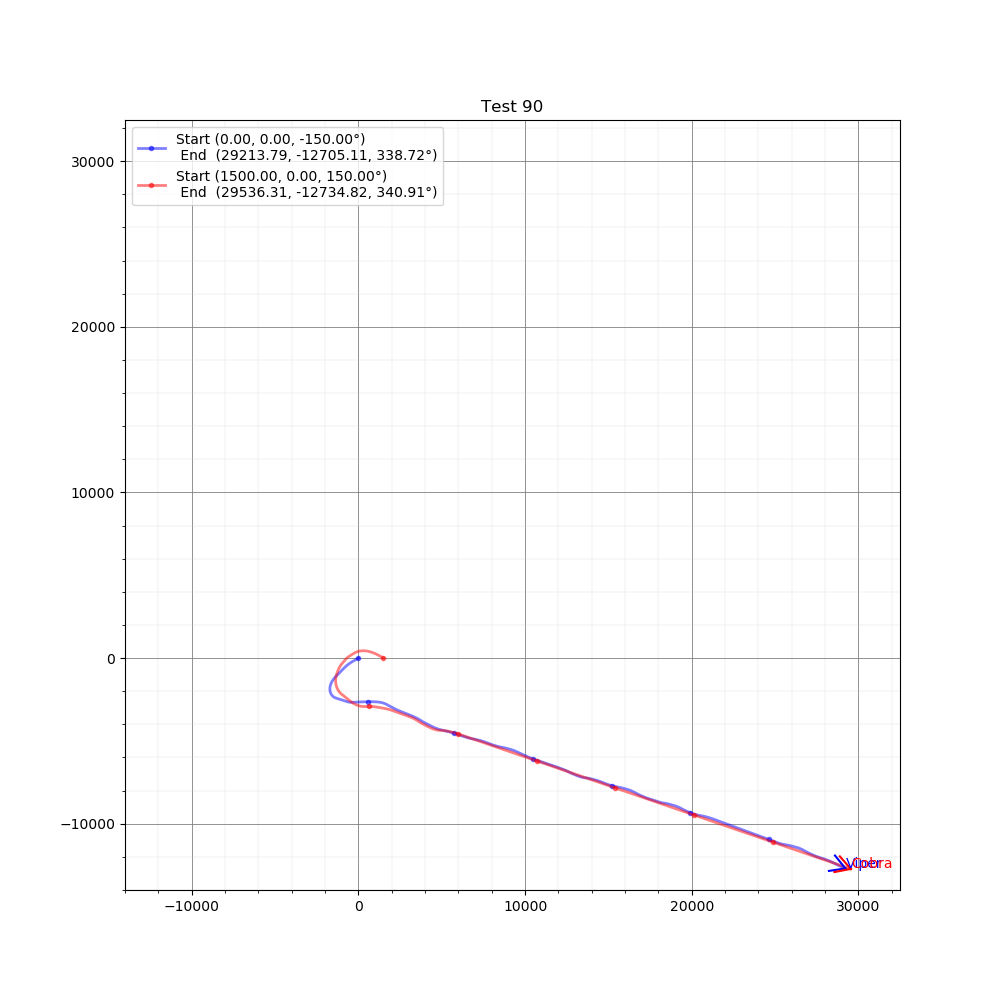 Test 90
Start (0.00, 0.00, -150.00°)
End (29213.79, -12705.11, 338.72°)
Start (1500.00, 0.00, 150.00°)
End (29536.31, -12734.82, 340.91°)
30000
20000
10000
0
−10000
Viper
Cobra
−10000
0
10000
20000
30000